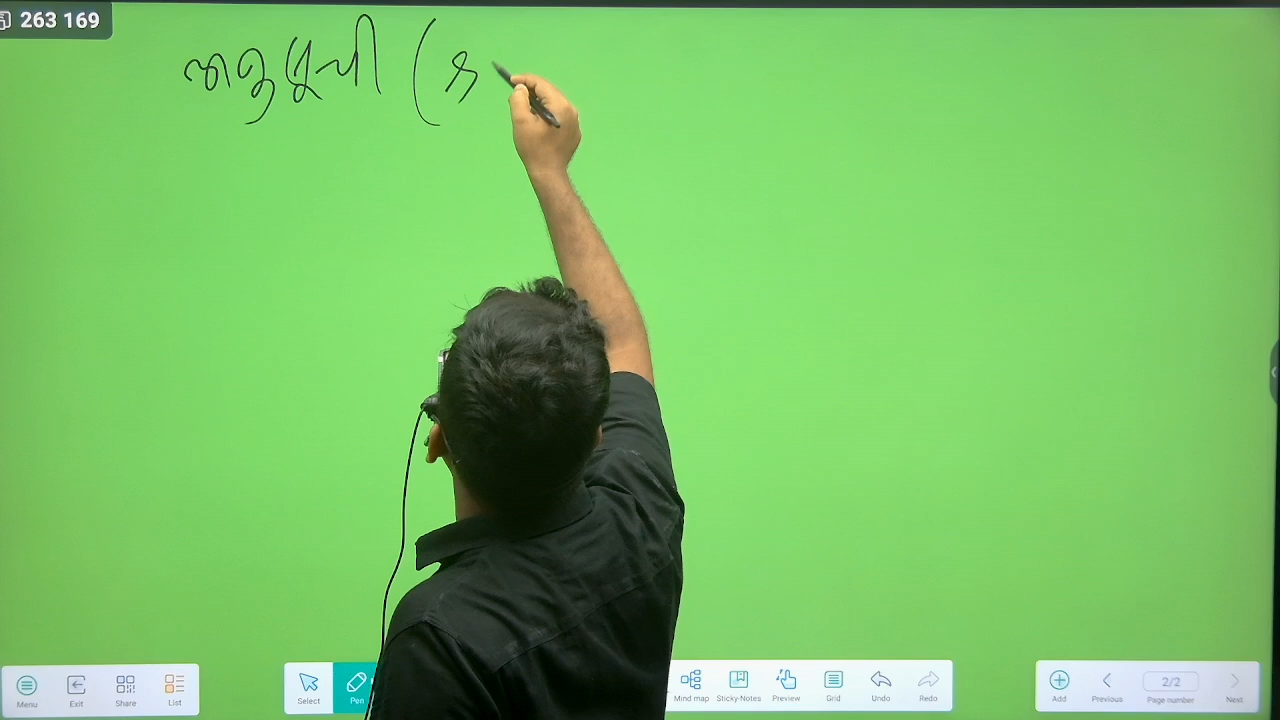 263 169
અનુસૂચી (ક
Menu
Exit
Share
List
Select
Pen
Mind map
Sticky-Notes
Preview
Grid
Undo
Redo
Add
Previous
2/2
Page number
Next